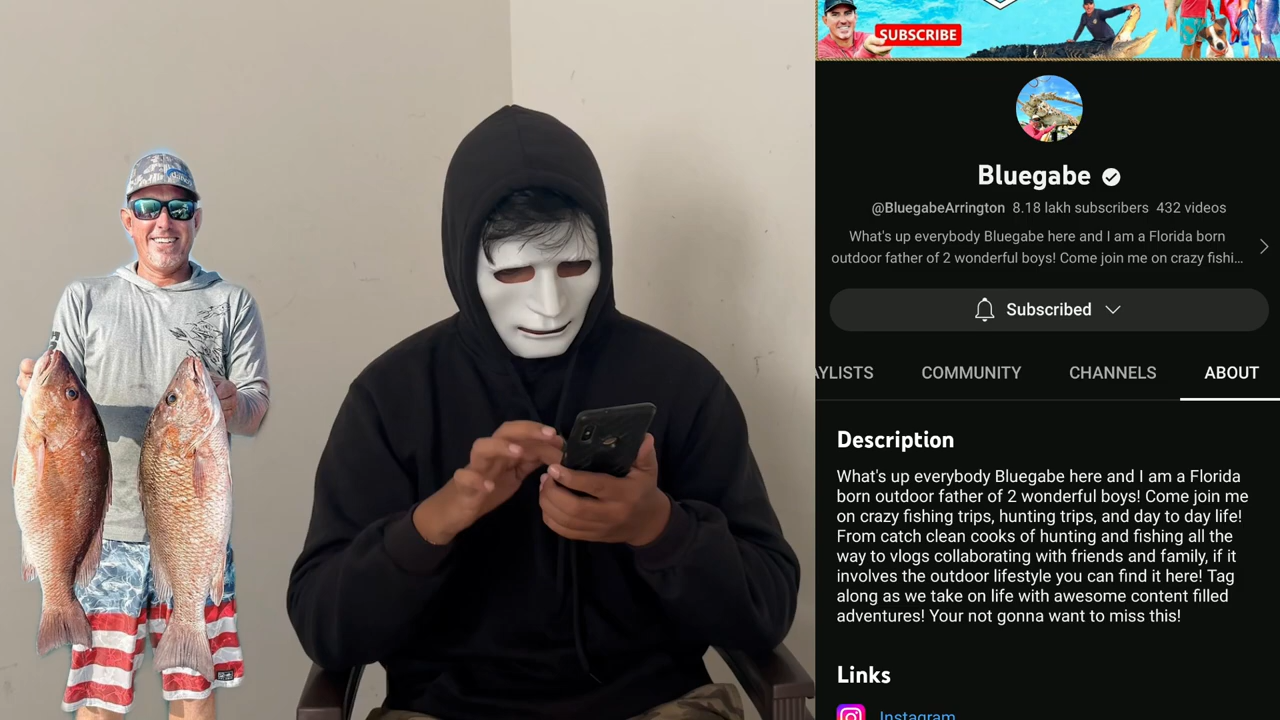 SUBSCRIBE
Bluegabe
@BluegabeArrington 8.18 lakh subscribers 432 videos
What's up everybody Bluegabe here and I am a Florida born
outdoor father of 2 wonderful boys! Come join me on crazy fishi...
Subscribed
AYLISTS COMMUNITY CHANNELS ABOUT
Description
What's up everybody Bluegabe here and I am a Florida
born outdoor father of 2 wonderful boys! Come join me
on crazy fishing trips, hunting trips, and day to day life!
From catch clean cooks of hunting and fishing all the
way to vlogs collaborating with friends and family, if it
involves the outdoor lifestyle you can find it here! Tag
along as we take on life with awesome content filled
adventures! Your not gonna want to miss this!
Links
Instagram